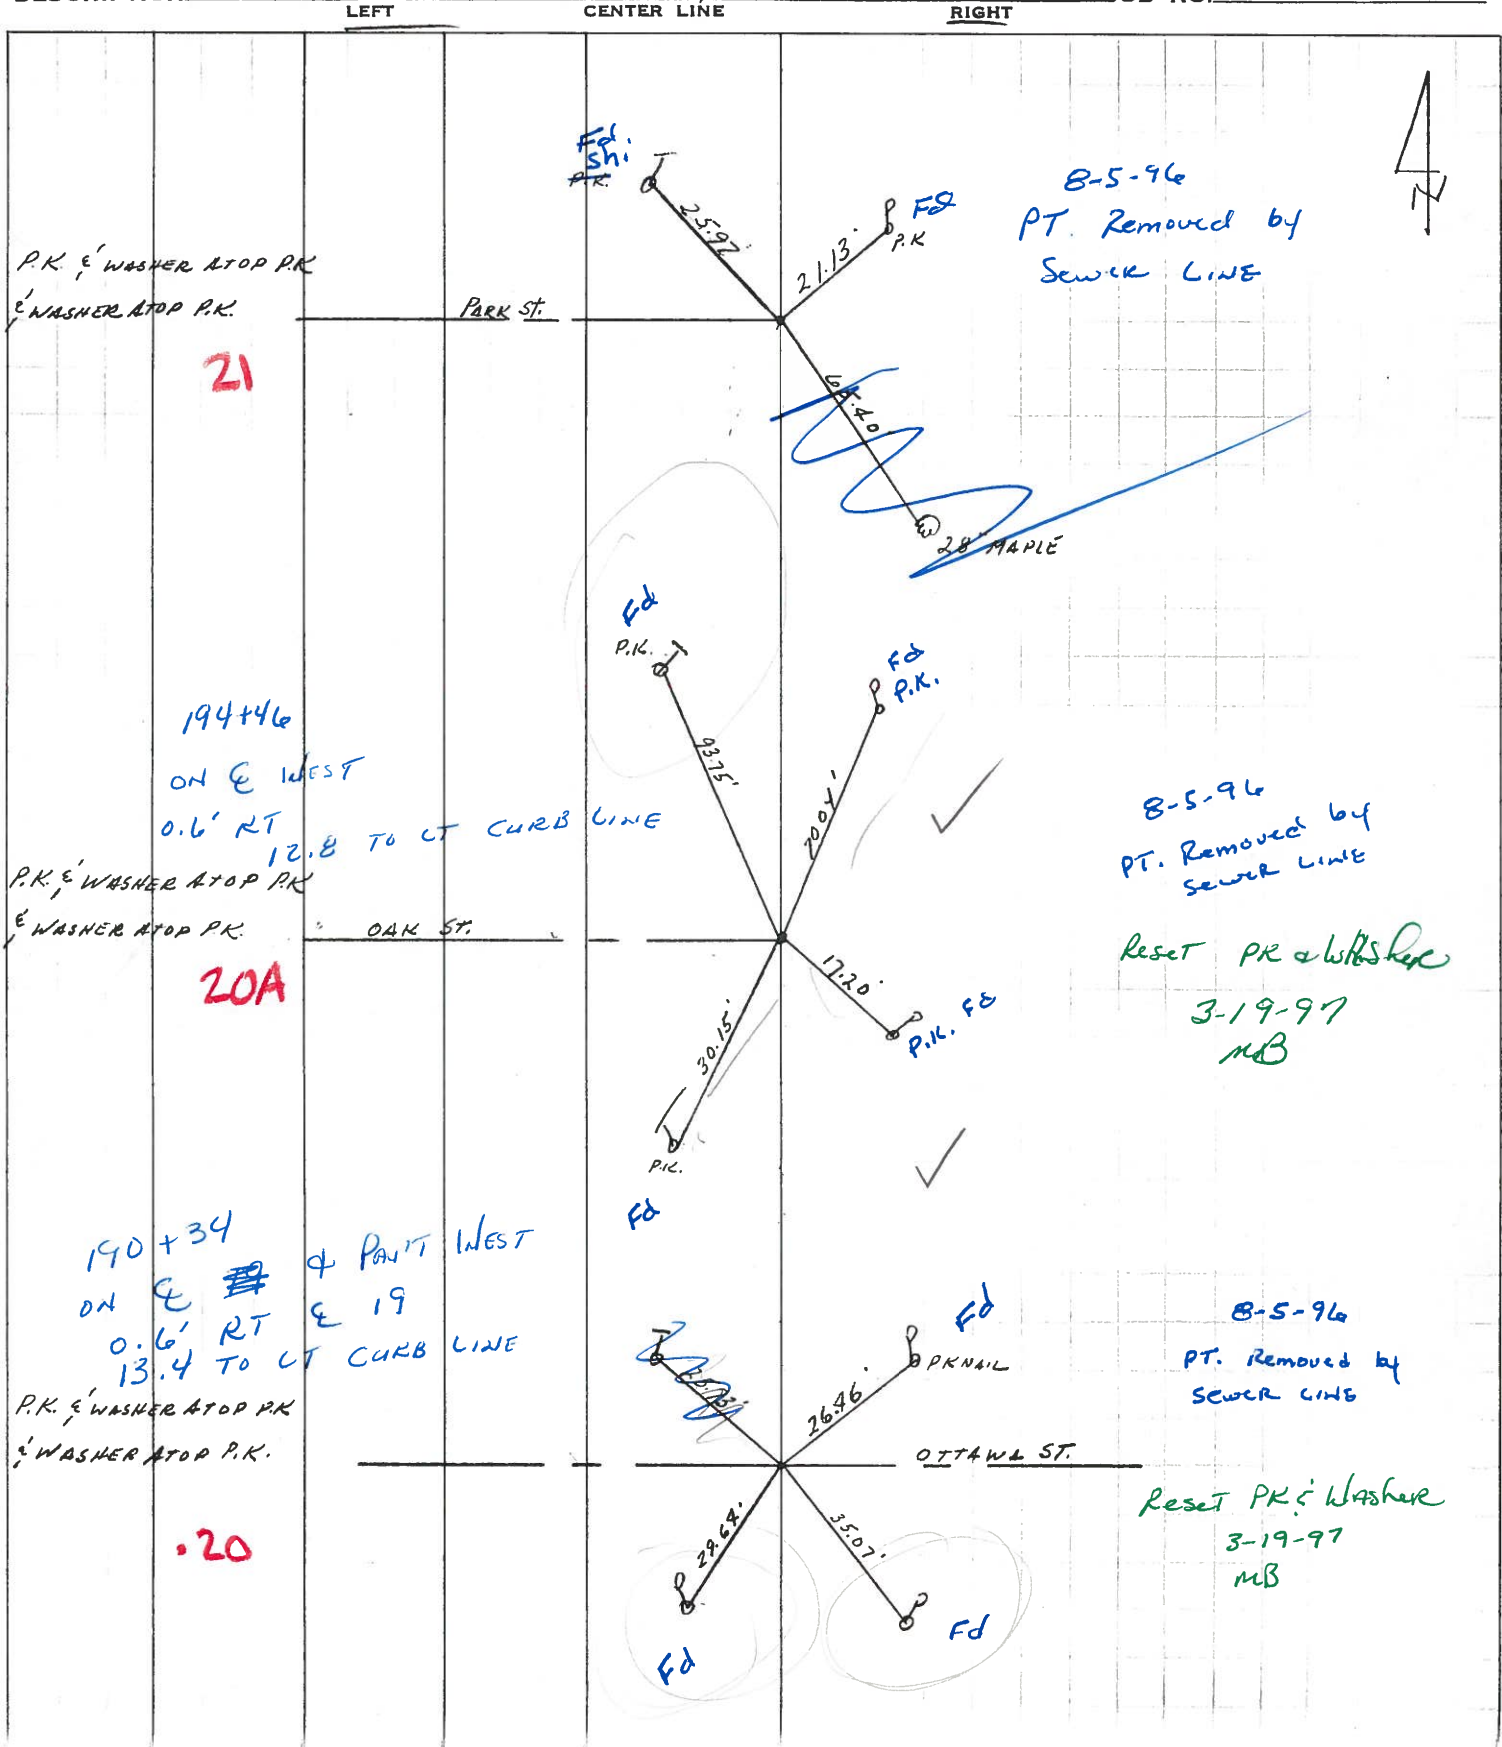 LEFT
CENTER LINE
RIGHT
Fd
shi
P.K.
25.92'
21.13'
Fd
P.K
8-5-96
PT. Removed by
Sewer Line
N
P.K. & WASHER ATOP P.K
& WASHER ATOP P.K.
PARK ST.
21
28" MAPLE
Fd
P.K.
Fd
P.K.
93.75'
194+46
ON ℄ WEST
0.6' RT
12.8 TO LT CURB LINE
8-5-96
PT. Removed by
Sewer Line
P.K. & WASHER ATOP P.K
& WASHER ATOP P.K.
OAK ST.
20A
17.20'
P.K. Fd
30.15'
P.K.
Fd
Reset PK & Washer
3-19-97
MB
190+34
ON ℄ & PAV'T WEST
0.6' RT ℄ 19
13.4 TO LT CURB LINE
Fd
PK NAIL
26.46'
8-5-96
PT. Removed by
Sewer Line
P.K. & WASHER ATOP P.K
& WASHER ATOP P.K.
OTTAWA ST.
.20
29.64'
35.07'
Fd
Fd
Reset PK & Washer
3-19-97
MB